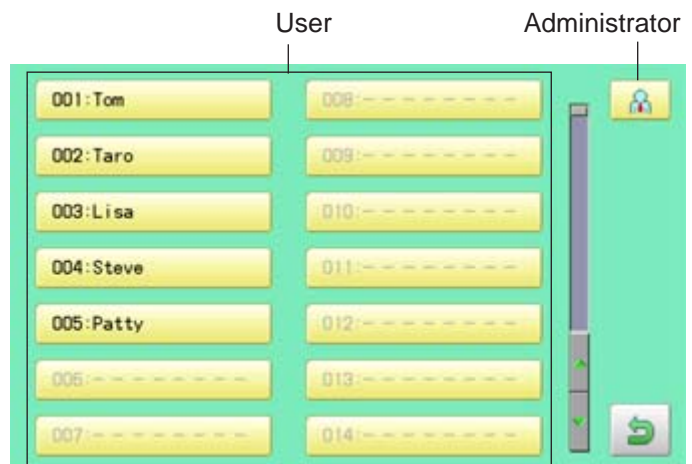 User Administrator
001:Tom 008:--------
002:Taro 009:--------
003:Lisa 010:--------
004:Steve 011:--------
005:Patty 012:--------
006:-------- 013:--------
007:-------- 014:--------